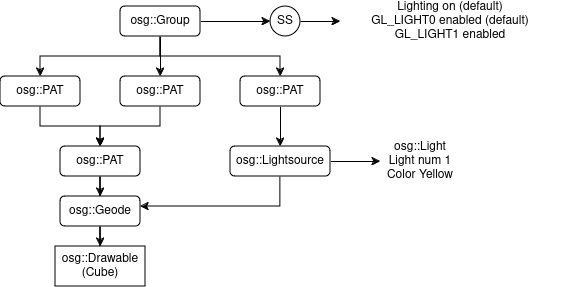 osg::Group
SS
Lighting on (default)
GL_LIGHT0 enabled (default)
GL_LIGHT1 enabled
osg::PAT
osg::PAT
osg::PAT
osg::PAT
osg::Lightsource
osg::Light
Light num 1
Color Yellow
osg::Geode
osg::Drawable
(Cube)